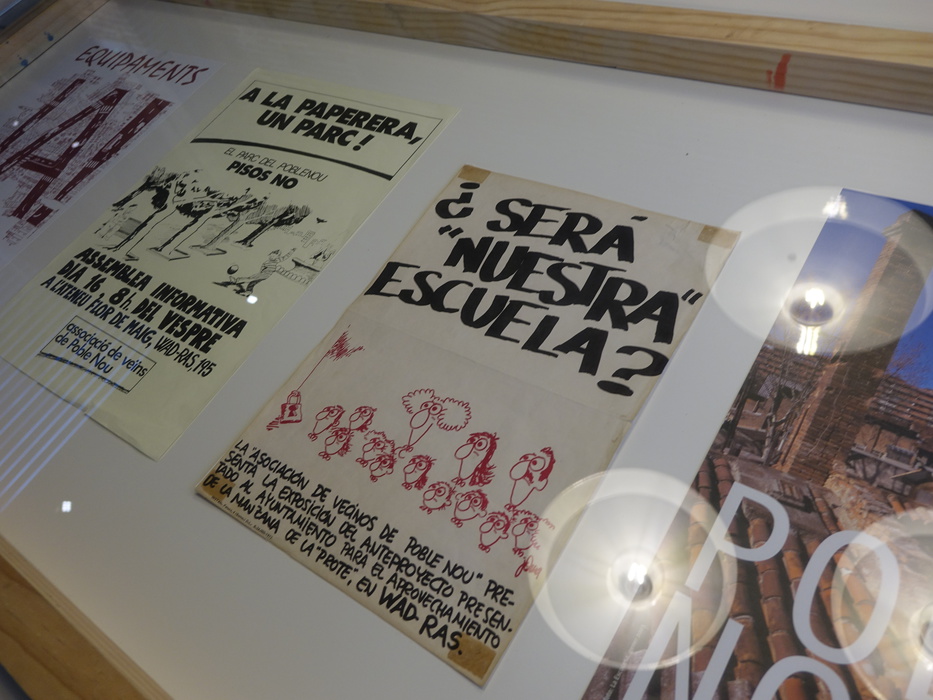 EQUIPAMENTS
JA!
A LA PAPERERA,
UN PARC!
EL PARC DEL POBLENOU
PISOS NO
ASSEMBLEA INFORMATIVA
DIA 16, 8h. DEL VESPRE
A L'ATENEU FLOR DE MAIG, WAD-RAS, 195
associació de veïns
de Poble Nou
¿SERÁ
"NUESTRA"
ESCUELA?
LA "ASOCIACIÓN DE VECINOS DE POBLE NOU" PRE-
SENTA LA EXPOSICION DEL ANTEPROYECTO PRESEN-
TADO AL AYUNTAMIENTO PARA EL APROVECHAMIENTO
DE LA MANZANA DE LA "PROTE", EN WAD-RAS.
PO
NO